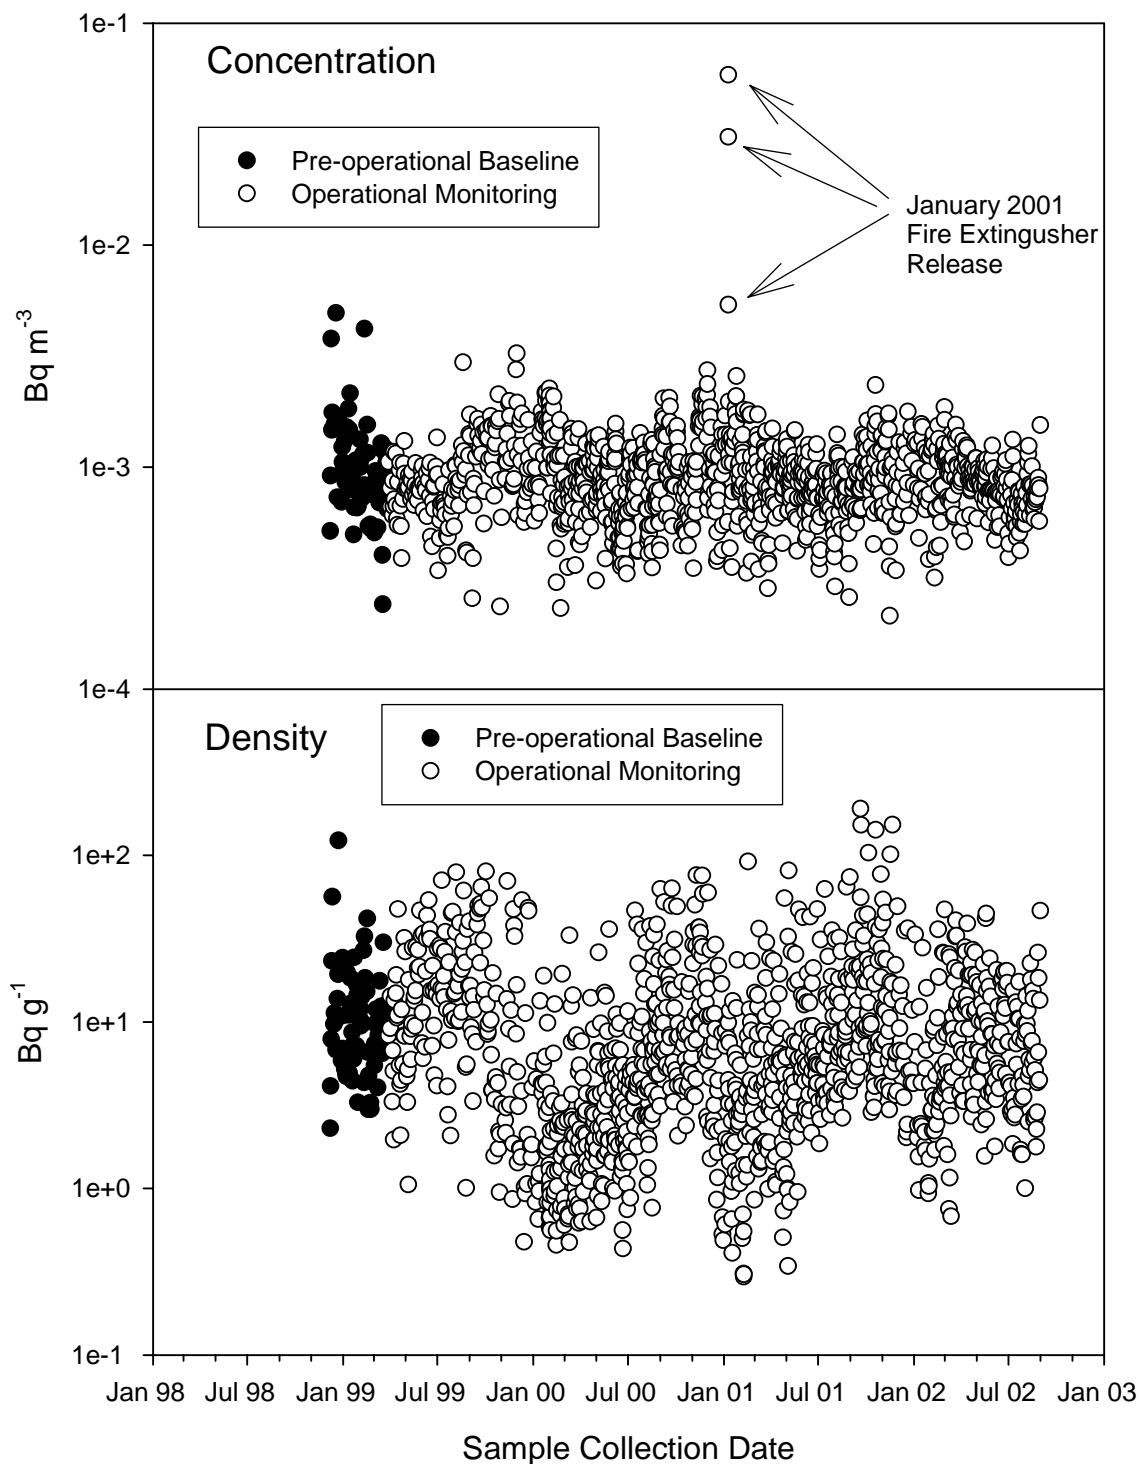 1e-1
Concentration
Pre-operational Baseline
Operational Monitoring
January 2001
Fire Extingusher
Release
1e-2
Bq m-3
1e-3
1e-4
Density
Pre-operational Baseline
Operational Monitoring
1e+2
Bq g-1
1e+1
1e+0
1e-1
Jan 98 Jul 98 Jan 99 Jul 99 Jan 00 Jul 00 Jan 01 Jul 01 Jan 02 Jul 02 Jan 03
Sample Collection Date